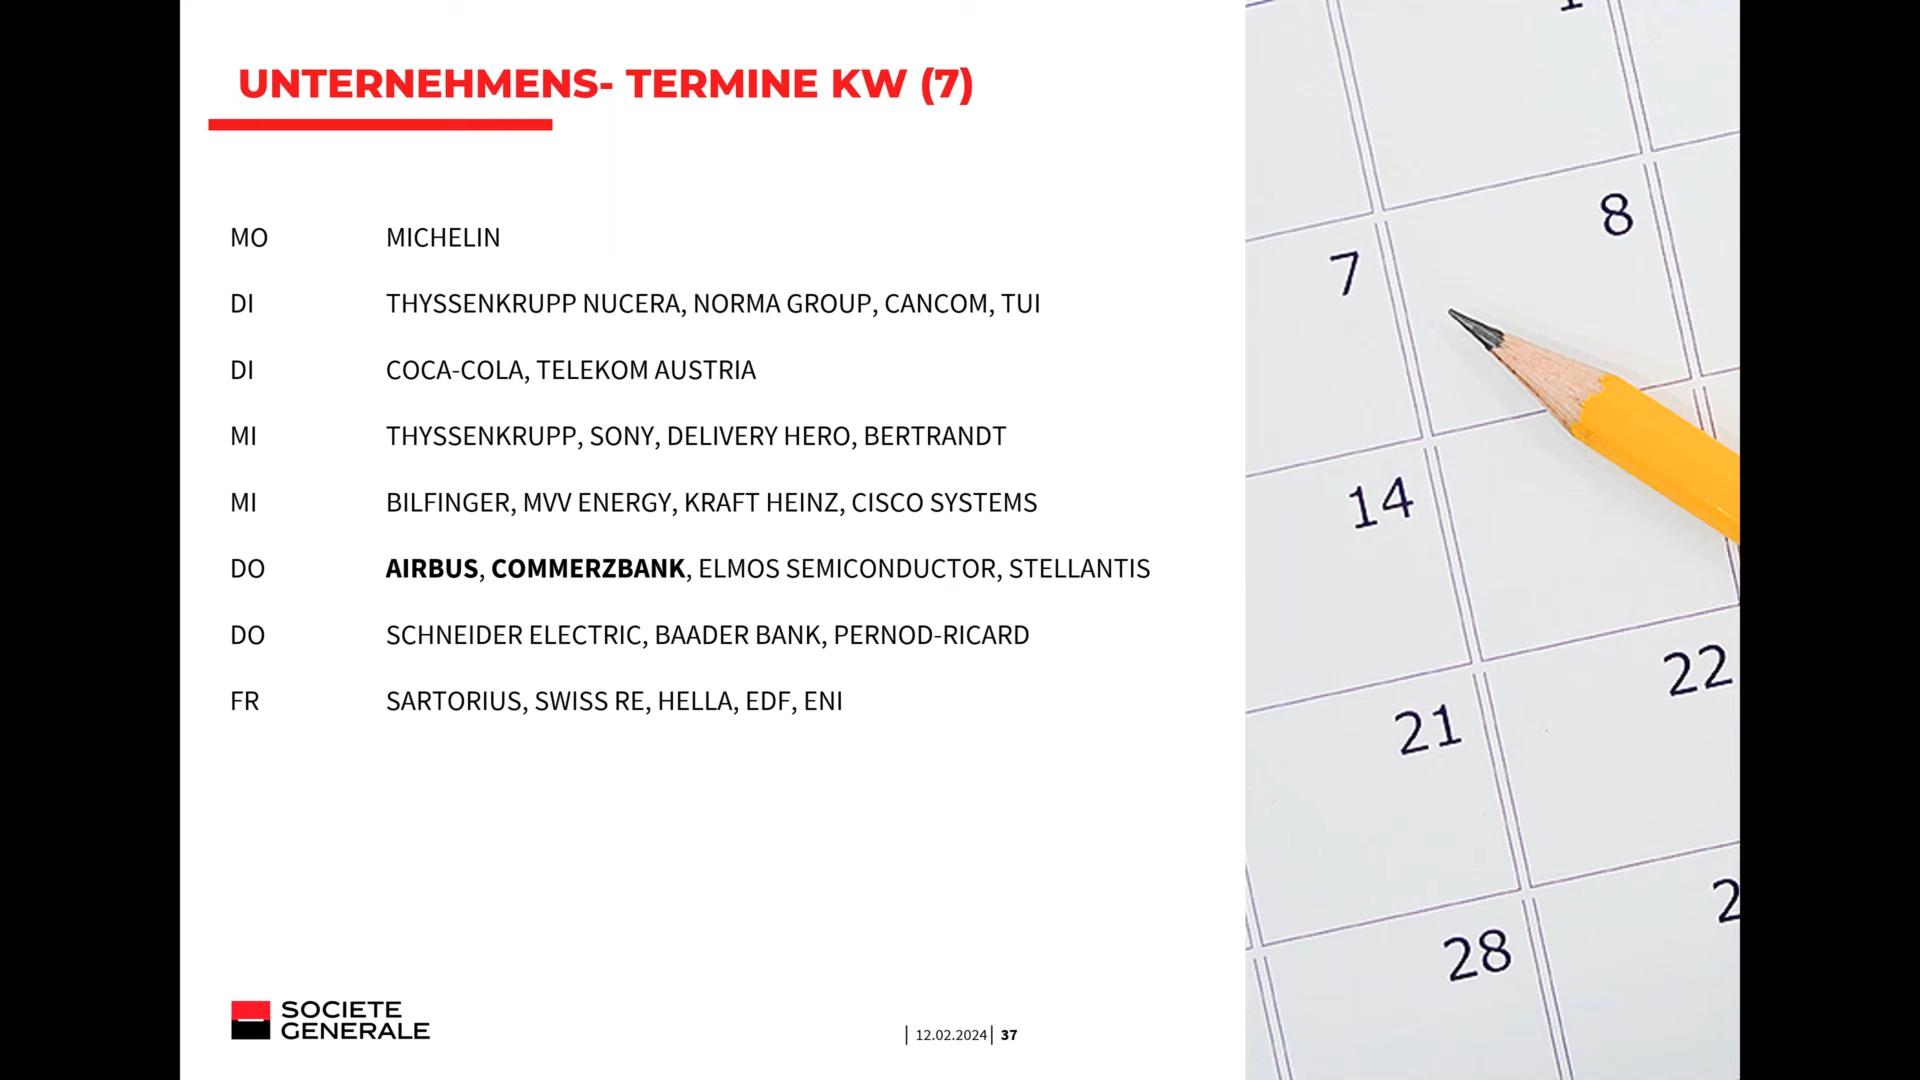 UNTERNEHMENS- TERMINE KW (7)
MO MICHELIN
DI THYSSENKRUPP NUCERA, NORMA GROUP, CANCOM, TUI
DI COCA-COLA, TELEKOM AUSTRIA
MI THYSSENKRUPP, SONY, DELIVERY HERO, BERTRANDT
MI BILFINGER, MVV ENERGY, KRAFT HEINZ, CISCO SYSTEMS
DO AIRBUS, COMMERZBANK, ELMOS SEMICONDUCTOR, STELLANTIS
DO SCHNEIDER ELECTRIC, BAADER BANK, PERNOD-RICARD
FR SARTORIUS, SWISS RE, HELLA, EDF, ENI
SOCIETE
GENERALE
| 12.02.2024 | 37
1
8
7
14
22
21
2
28